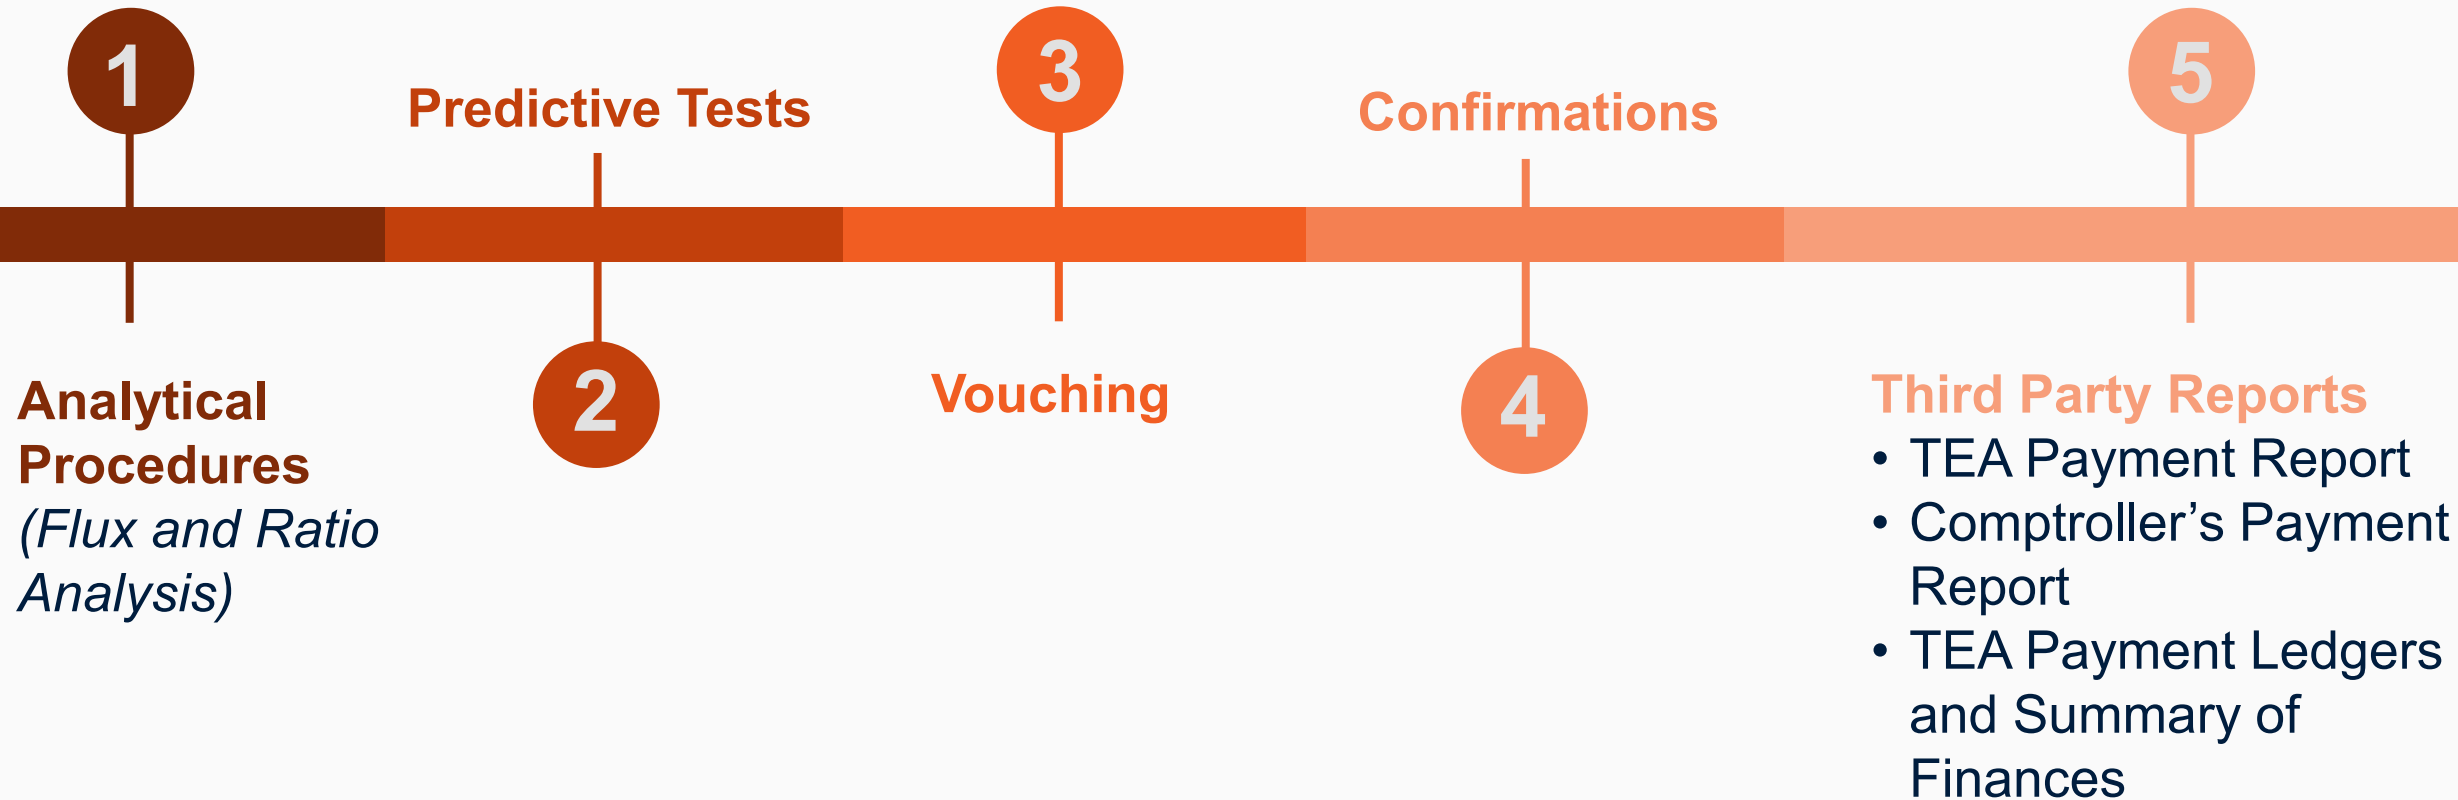 1
Analytical
Procedures
(Flux and Ratio
Analysis)
Predictive Tests
2
3
Vouching
Confirmations
4
5
Third Party Reports
• TEA Payment Report
• Comptroller’s Payment
Report
• TEA Payment Ledgers
and Summary of
Finances